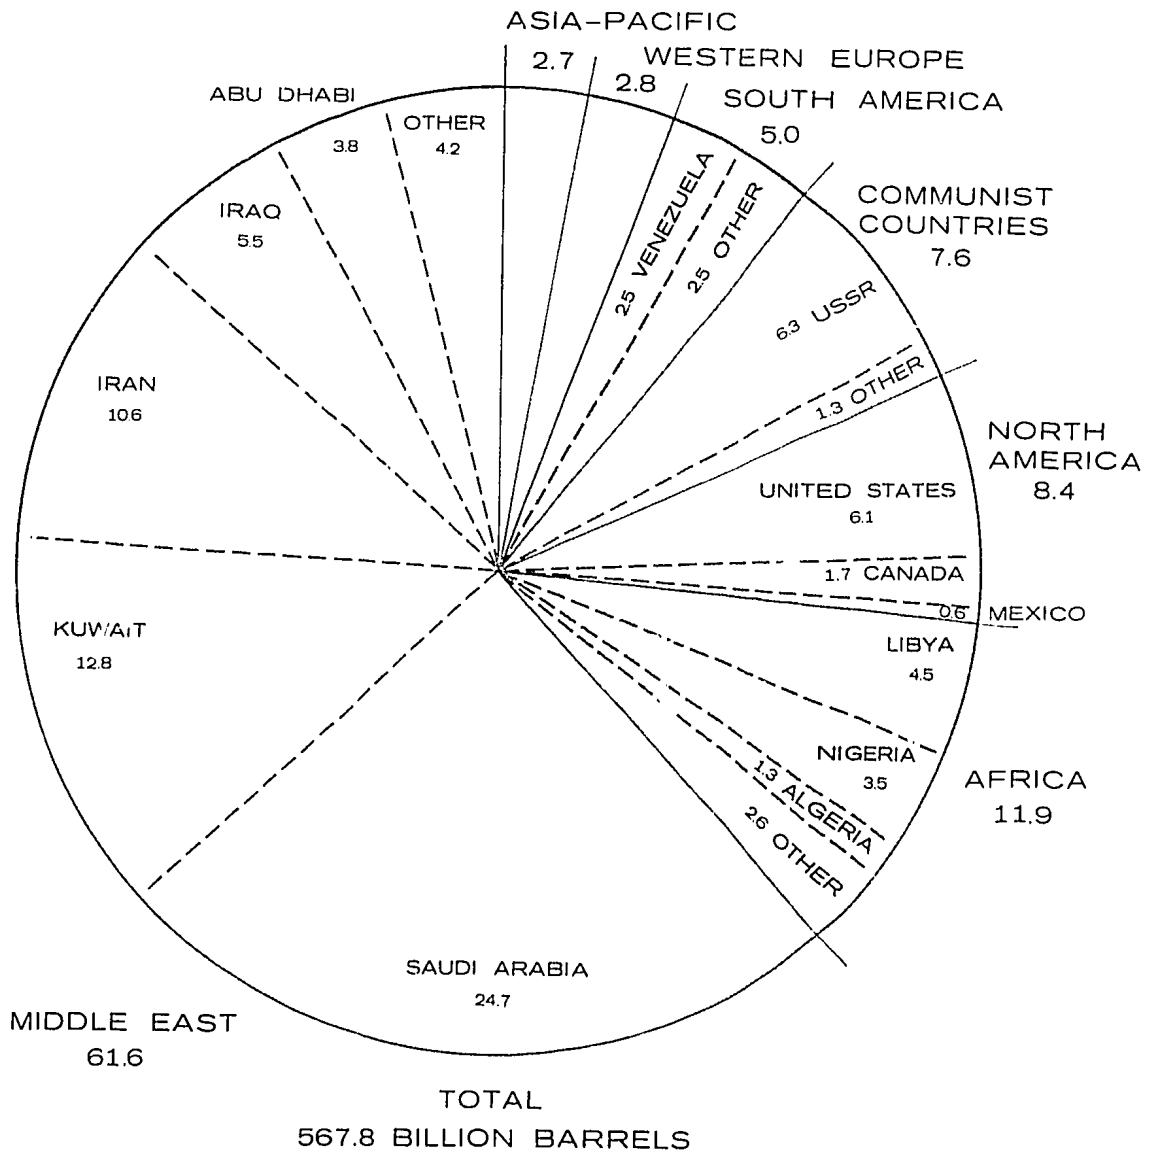 ASIA-PACIFIC
2.7
WESTERN EUROPE
2.8
SOUTH AMERICA
5.0
2.5 VENEZUELA
2.5 OTHER
COMMUNIST
COUNTRIES
7.6
6.3 USSR
1.3 OTHER
NORTH
AMERICA
8.4
UNITED STATES
6.1
1.7 CANADA
0.6 MEXICO
LIBYA
4.5
NIGERIA
3.5
1.3 ALGERIA
2.6 OTHER
AFRICA
11.9
SAUDI ARABIA
24.7
MIDDLE EAST
61.6
KUWAIT
12.8
IRAN
10.6
IRAQ
5.5
ABU DHABI
3.8
OTHER
4.2
TOTAL
567.8 BILLION BARRELS